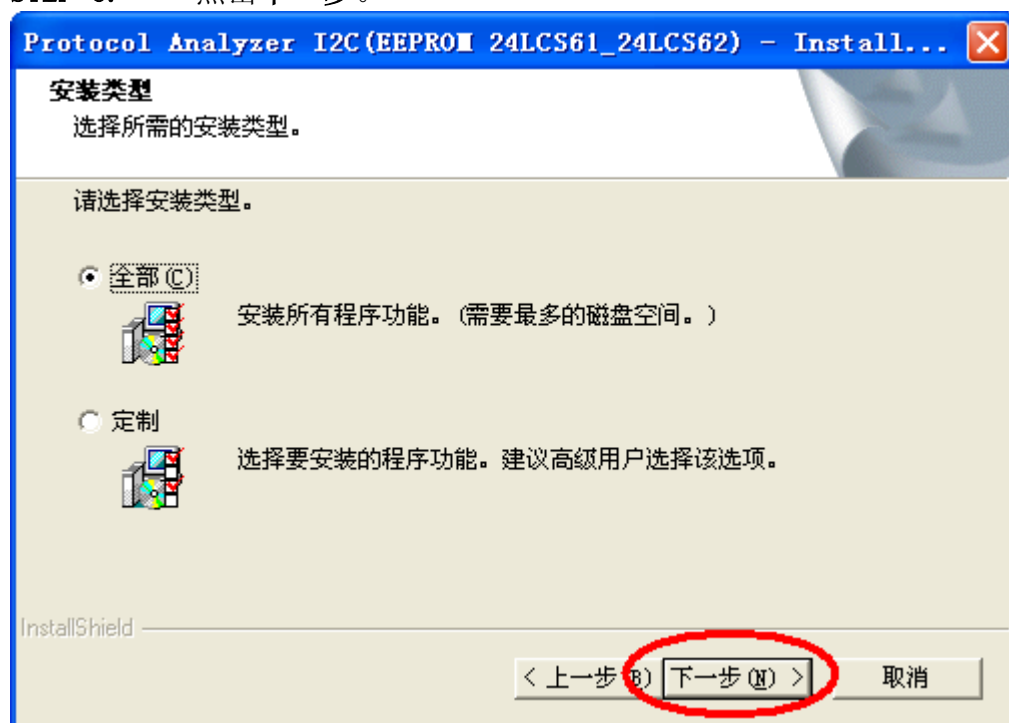 Protocol Analyzer I2C(EEPROM 24LCS61_24LCS62) - Install...
安装类型
选择所需的安装类型。
请选择安装类型。
全部(C)
安装所有程序功能。(需要最多的磁盘空间。)
定制
选择要安装的程序功能。建议高级用户选择该选项。
InstallShield
< 上一步(B) 下一步(N) > 取消